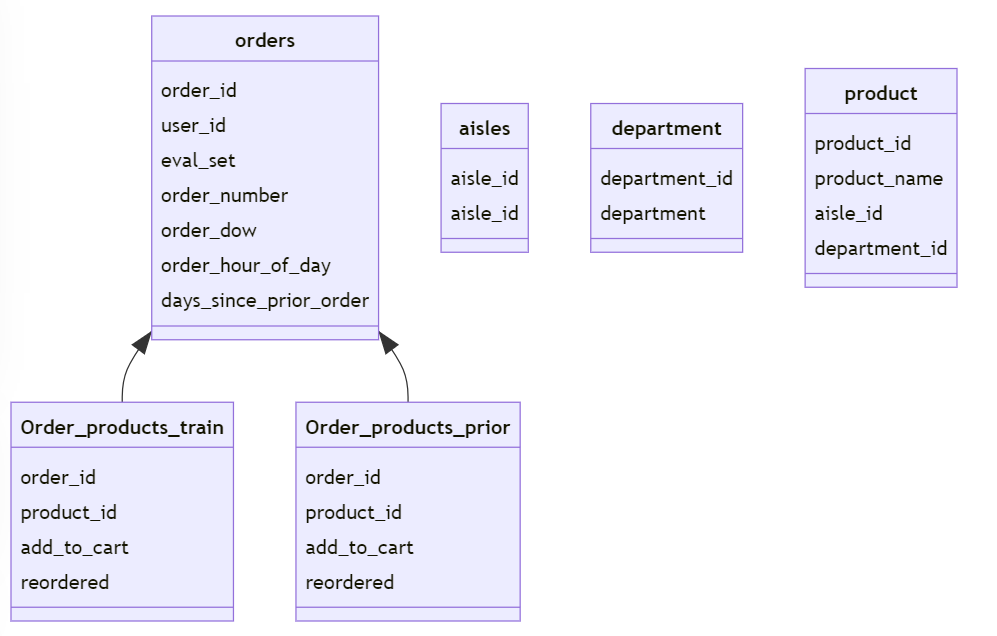 orders
order_id
user_id
eval_set
order_number
order_dow
order_hour_of_day
days_since_prior_order
aisles
aisle_id
aisle_id
department
department_id
department
product
product_id
product_name
aisle_id
department_id
Order_products_train
order_id
product_id
add_to_cart
reordered
Order_products_prior
order_id
product_id
add_to_cart
reordered